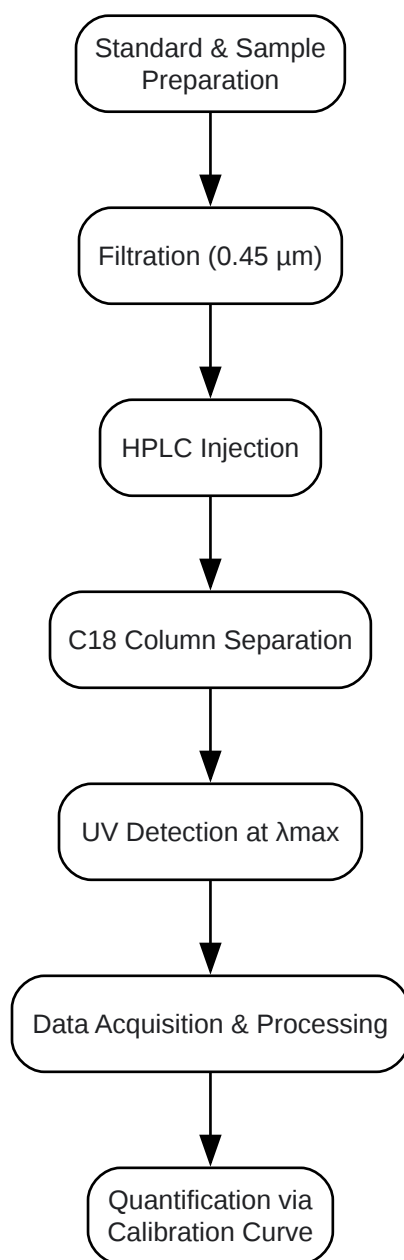 Standard & Sample
Preparation
Filtration (0.45 µm)
HPLC Injection
C18 Column Separation
UV Detection at λmax
Data Acquisition & Processing
Quantification via
Calibration Curve